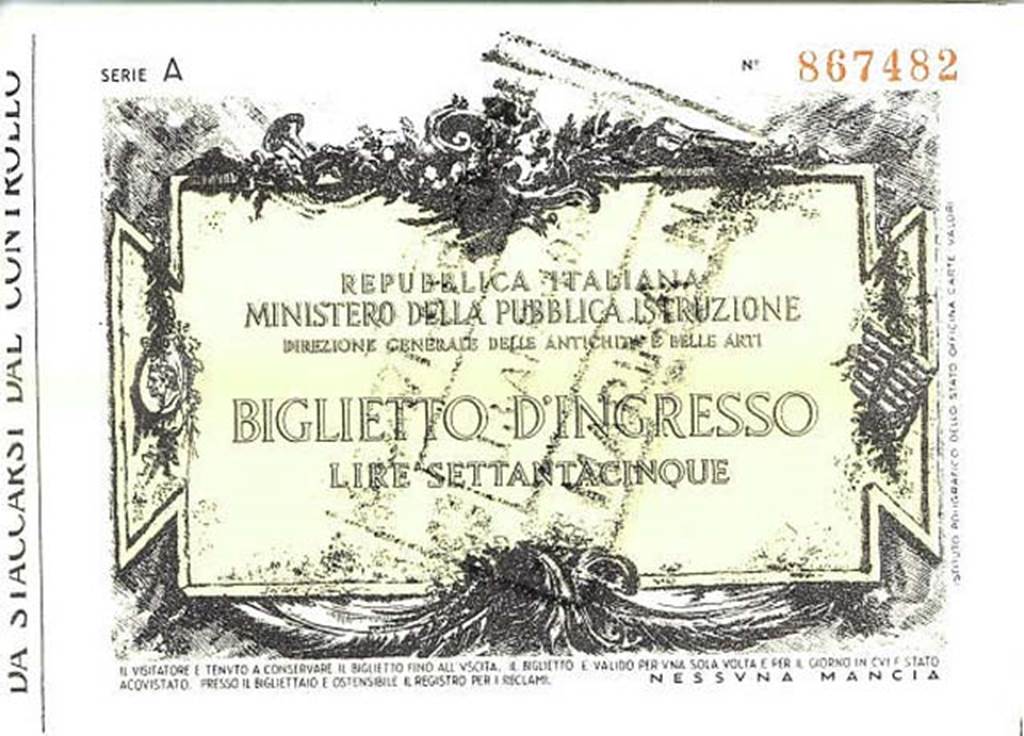 SERIE A
Nº 867482
REPUBBLICA ITALIANA
MINISTERO DELLA PUBBLICA ISTRUZIONE
DIREZIONE GENERALE DELLE ANTICHITA E BELLE ARTI
BIGLIETTO D'INGRESSO
LIRE SETTANTACINQUE
IL VISITATORE E TENVTO A CONSERVARE IL BIGLIETTO FINO ALL'VSCITA. IL BIGLIETTO E VALIDO PER VNA SOLA VOLTA E PER IL GIORNO IN CVI E STATO
ACQVISTATO. PRESSO IL BIGLIETTAIO E OSTENSIBILE IL REGISTRO PER I RECLAMI. NESSVNA MANCIA
DA STACCARSI DAL CONTROLLO
ISTITUTO POLIGRAFICO DELLO STATO OFFICINA CARTE VALORI